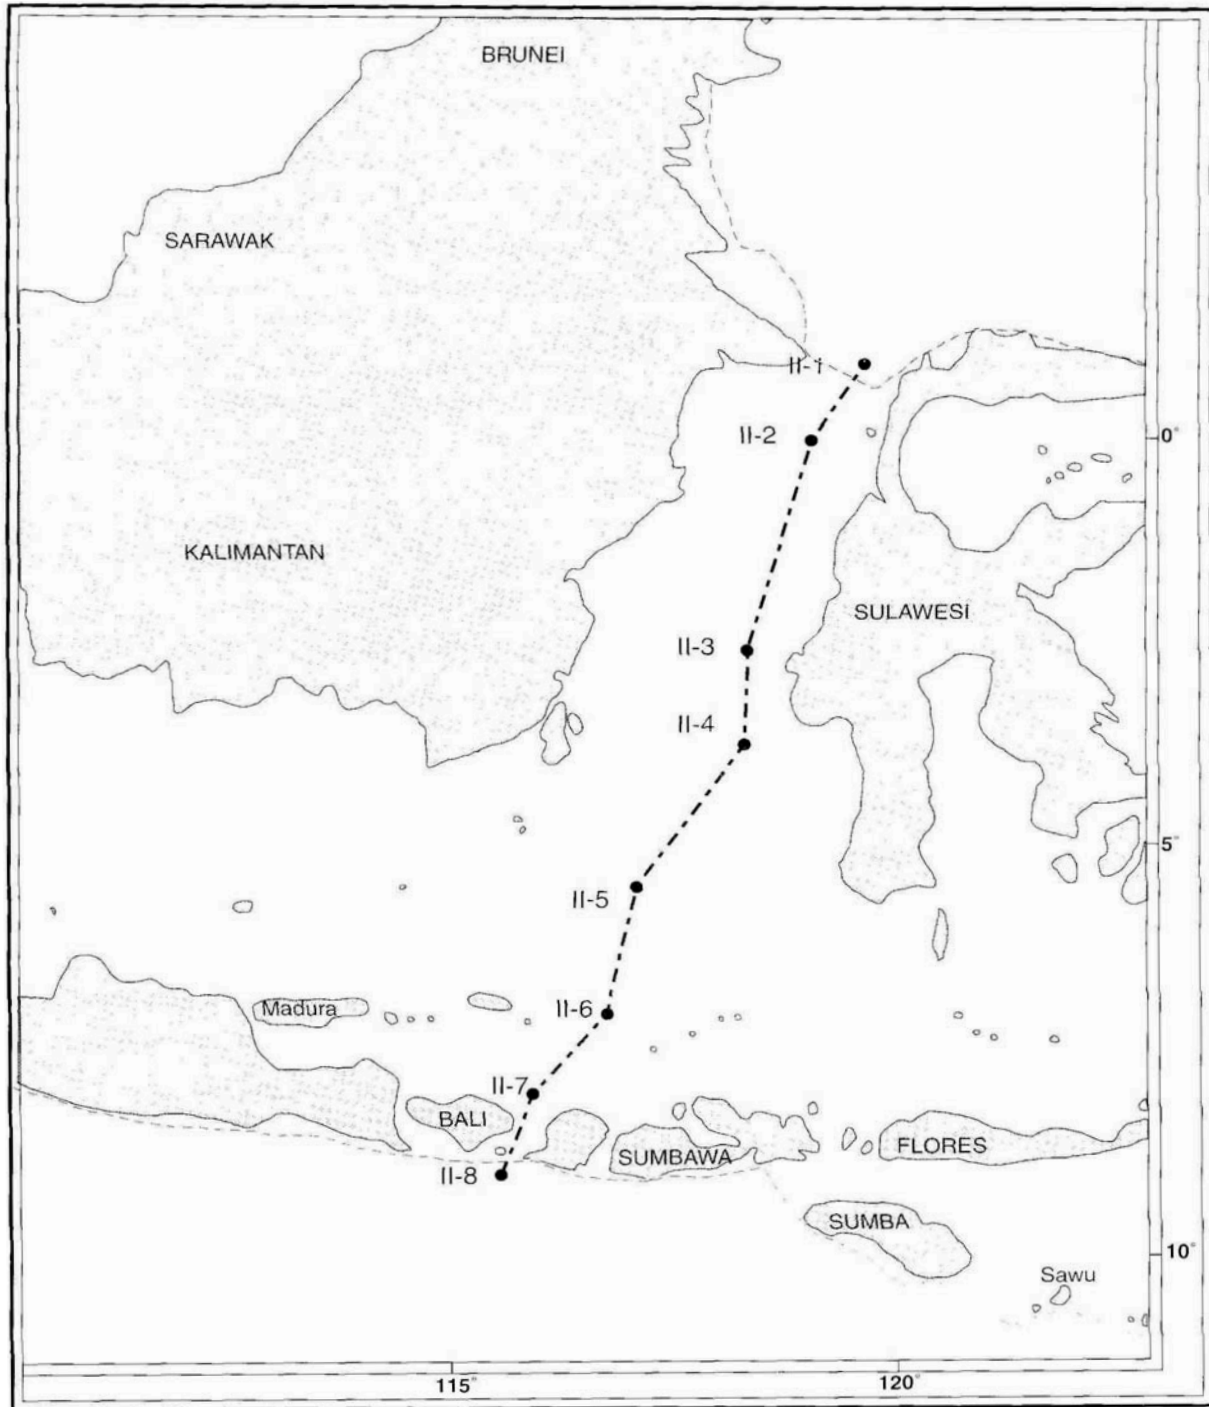 BRUNEI
SARAWAK
II-1
II-2
0°
KALIMANTAN
SULAWESI
II-3
II-4
5°
II-5
Madura
II-6
II-7
BALI
SUMBAWA
FLORES
II-8
SUMBA
10°
Sawu
115°
120°